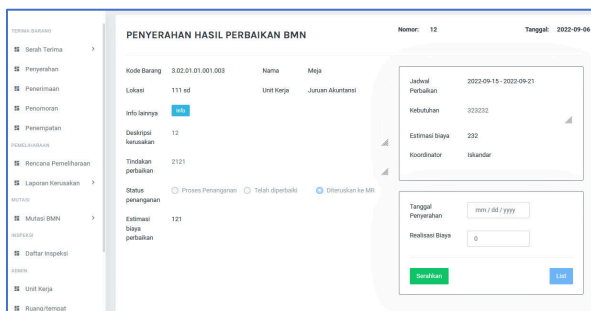 TERIMA BARANG
Serah Terima
Penyerahan
Penerimaan
Penomoran
Penempatan
PEMELIHARAAN
Rencana Pemeliharaan
Laporan Kerusakan
MUTASI
Mutasi BMN
INSPEKSI
Daftar Inspeksi
ADMIN
Unit Kerja
Ruang/tempat
PENYERAHAN HASIL PERBAIKAN BMN
Nomor: 12 Tanggal: 2022-09-06
Kode Barang 3.02.01.01.001.003 Nama Meja
Lokasi 111 sd Unit Kerja Juruan Akuntansi
Info lainnya Info
Deskripsi kerusakan 12
Tindakan perbaikan 2121
Status penanganan Proses Penanganan Telah diperbaiki Diteruskan ke MR
Estimasi biaya perbaikan 121
Jadwal Perbaikan 2022-09-15 - 2022-09-21
Kebutuhan 323232
Estimasi biaya 232
Koordinator Iskandar
Tanggal Penyerahan mm / dd / yyyy
Realisasi Biaya 0
Serahkan List